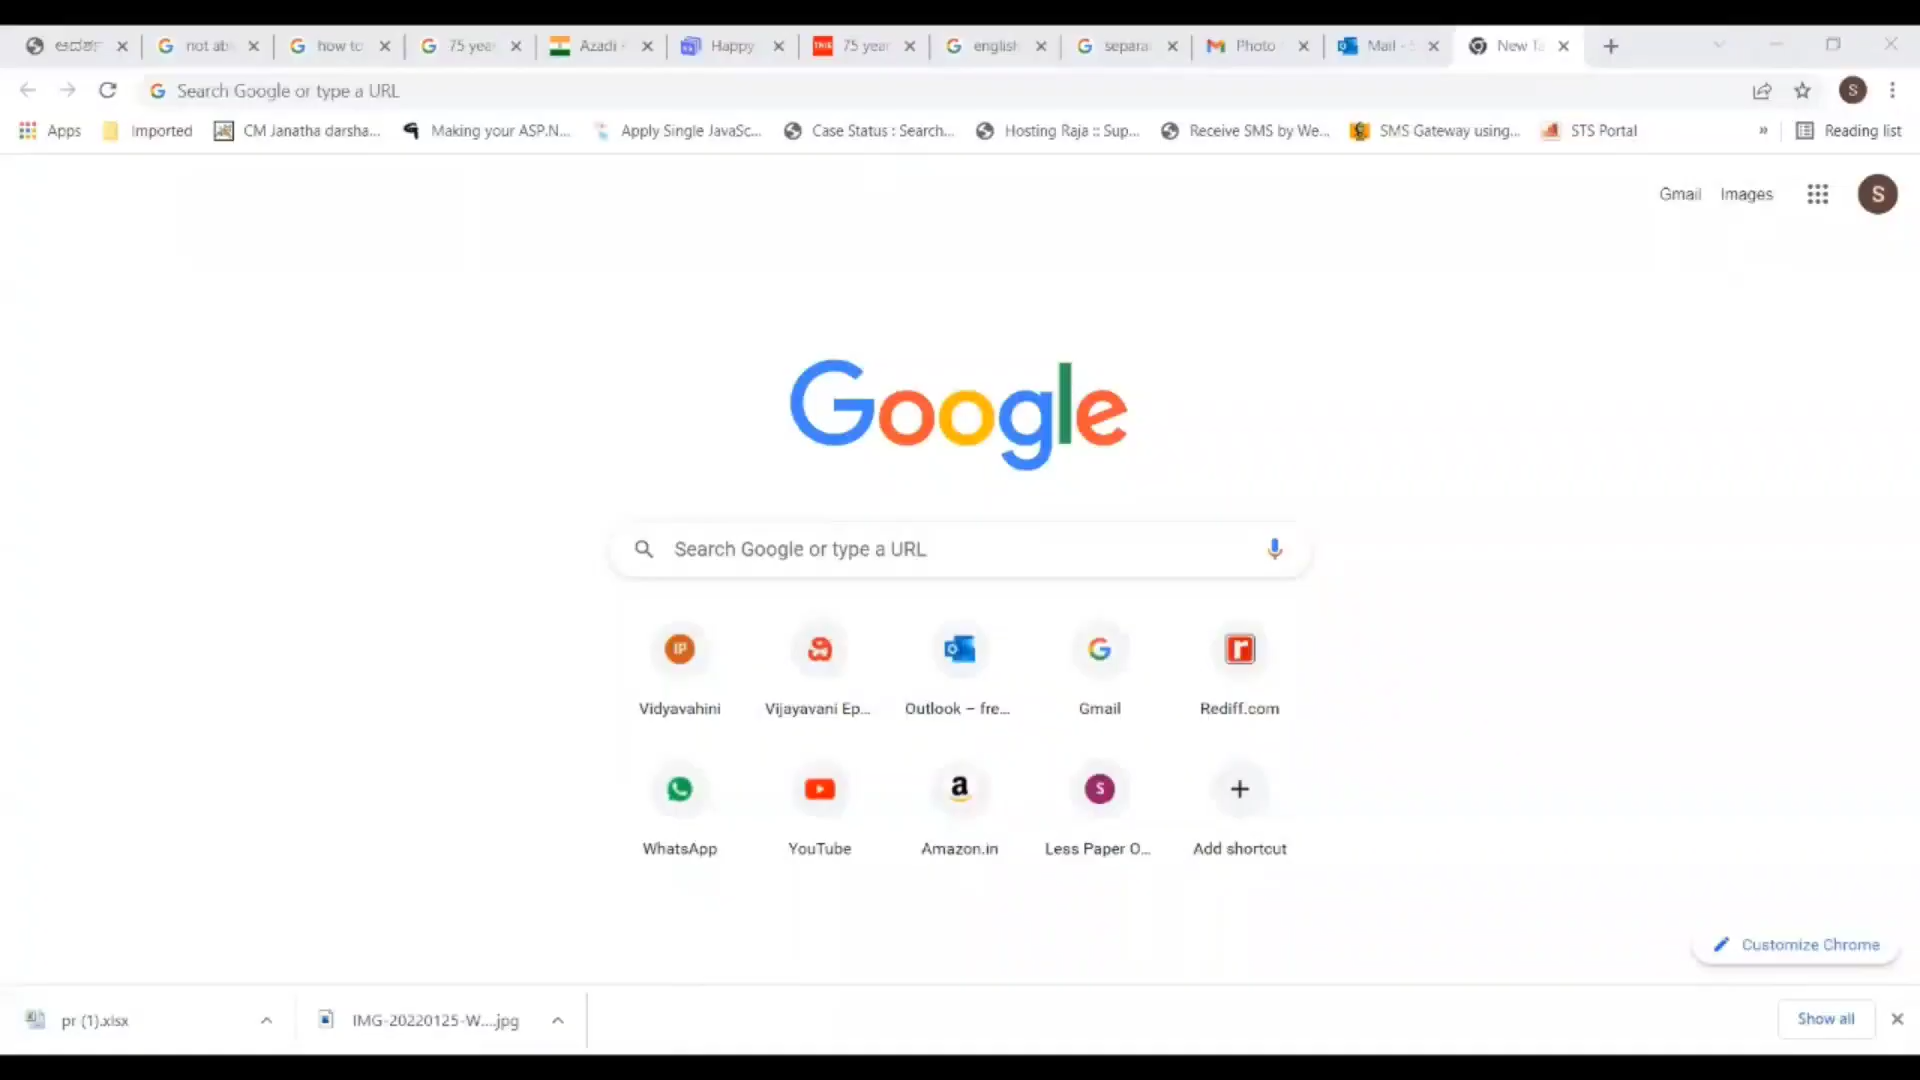 ಆದರ್ಶ not ab how to 75 year Azadi Happy 75 year english separa Photo Mail - New Ta
Search Google or type a URL S
Apps Imported CM Janatha darsha... Making your ASP.N... Apply Single JavaSc... Case Status : Search... Hosting Raja :: Sup... Receive SMS by We... SMS Gateway using... STS Portal » Reading list
Gmail Images S
Google
Search Google or type a URL
Vidyavahini Vijayavani Ep... Outlook – fre... Gmail Rediff.com
WhatsApp YouTube Amazon.in Less Paper O... Add shortcut
Customize Chrome
pr (1).xlsx IMG-20220125-W....jpg Show all